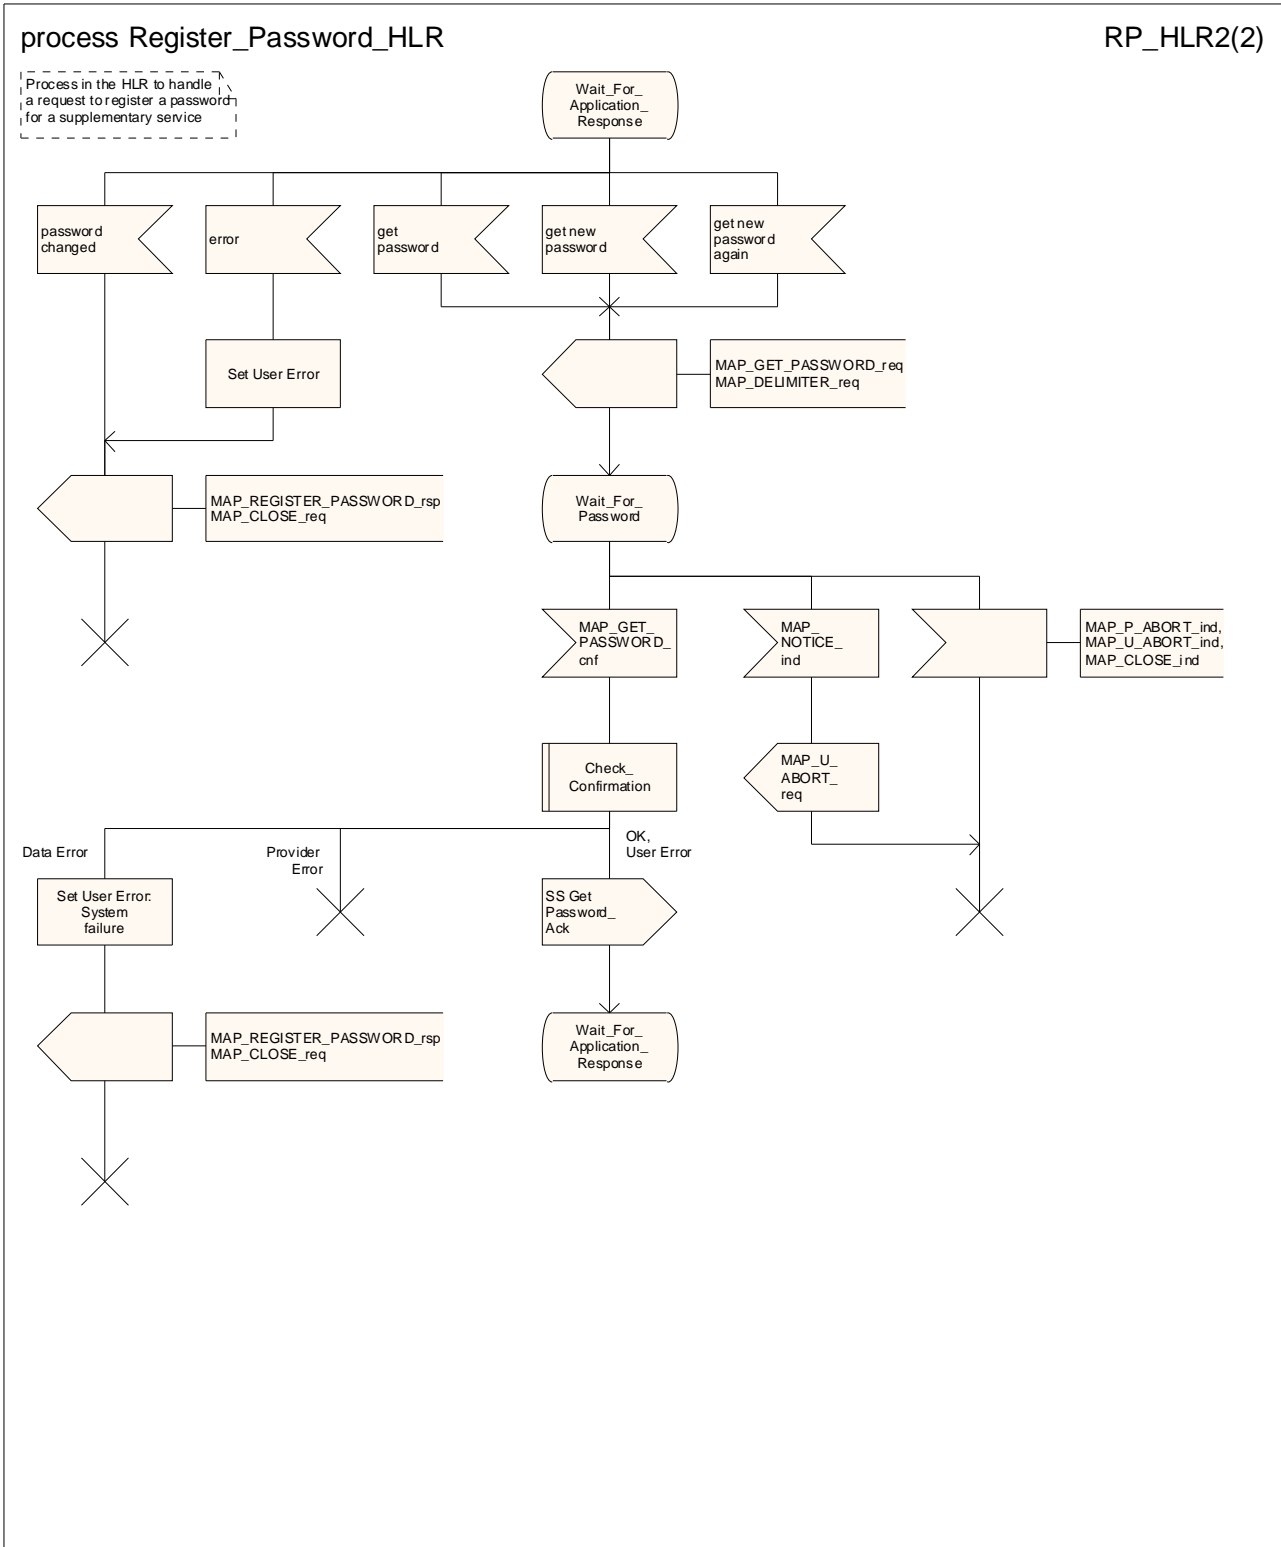 process Register_Password_HLR
RP_HLR2(2)
Process in the HLR to handle
a request to register a password
for a supplementary service
Wait_For_
Application_
Response
password
changed
error
get
password
get new
password
get new
password
again
Set User Error
MAP_GET_PASSWORD_req
MAP_DELIMITER_req
MAP_REGISTER_PASSWORD_rsp
MAP_CLOSE_req
Wait_For_
Password
MAP_GET_
PASSWORD_
cnf
MAP_
NOTICE_
ind
MAP_P_ABORT_ind,
MAP_U_ABORT_ind,
MAP_CLOSE_ind
Check_
Confirmation
MAP_U_
ABORT_
req
Data Error
Provider
Error
OK,
User Error
Set User Error:
System
failure
SS Get
Password_
Ack
MAP_REGISTER_PASSWORD_rsp
MAP_CLOSE_req
Wait_For_
Application_
Response